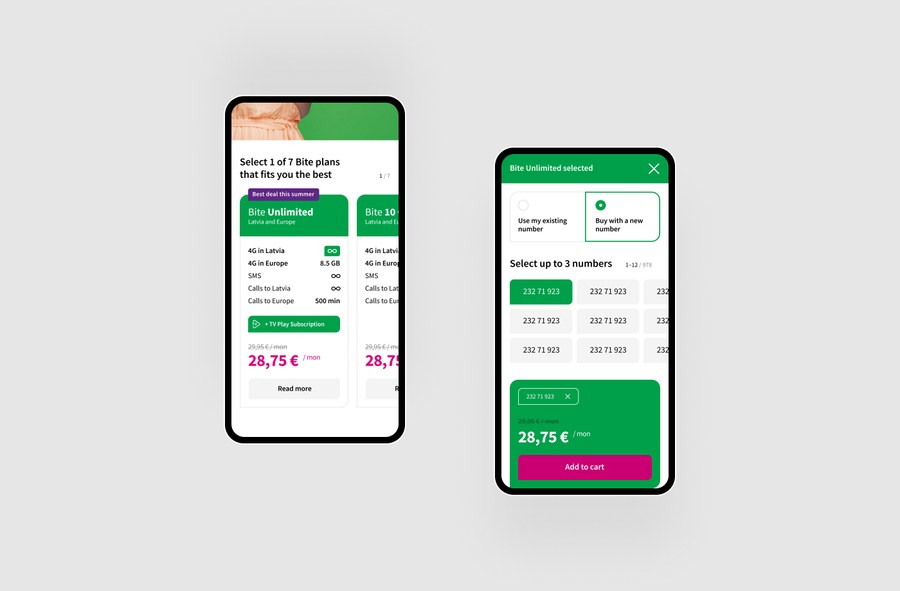 Select 1 of 7 Bite plans
that fits you the best
1 / 7
Best deal this summer
Bite Unlimited
Latvia and Europe
4G in Latvia ∞
4G in Europe 8.5 GB
SMS ∞
Calls to Latvia ∞
Calls to Europe 500 min
+ TV Play Subscription
29,95 € / mon
28,75 € / mon
Read more
Bite 10
Latvia and
4G in Latvi
4G in Europ
SMS
Calls to Lat
Calls to Eur
29,95 € / m
28,75
R
Bite Unlimited selected
Use my existing
number
Buy with a new
number
Select up to 3 numbers 1–12 / 978
232 71 923 232 71 923 232
232 71 923 232 71 923 232
232 71 923 232 71 923 232
232 71 923
29,95 € / mon
28,75 € / mon
Add to cart